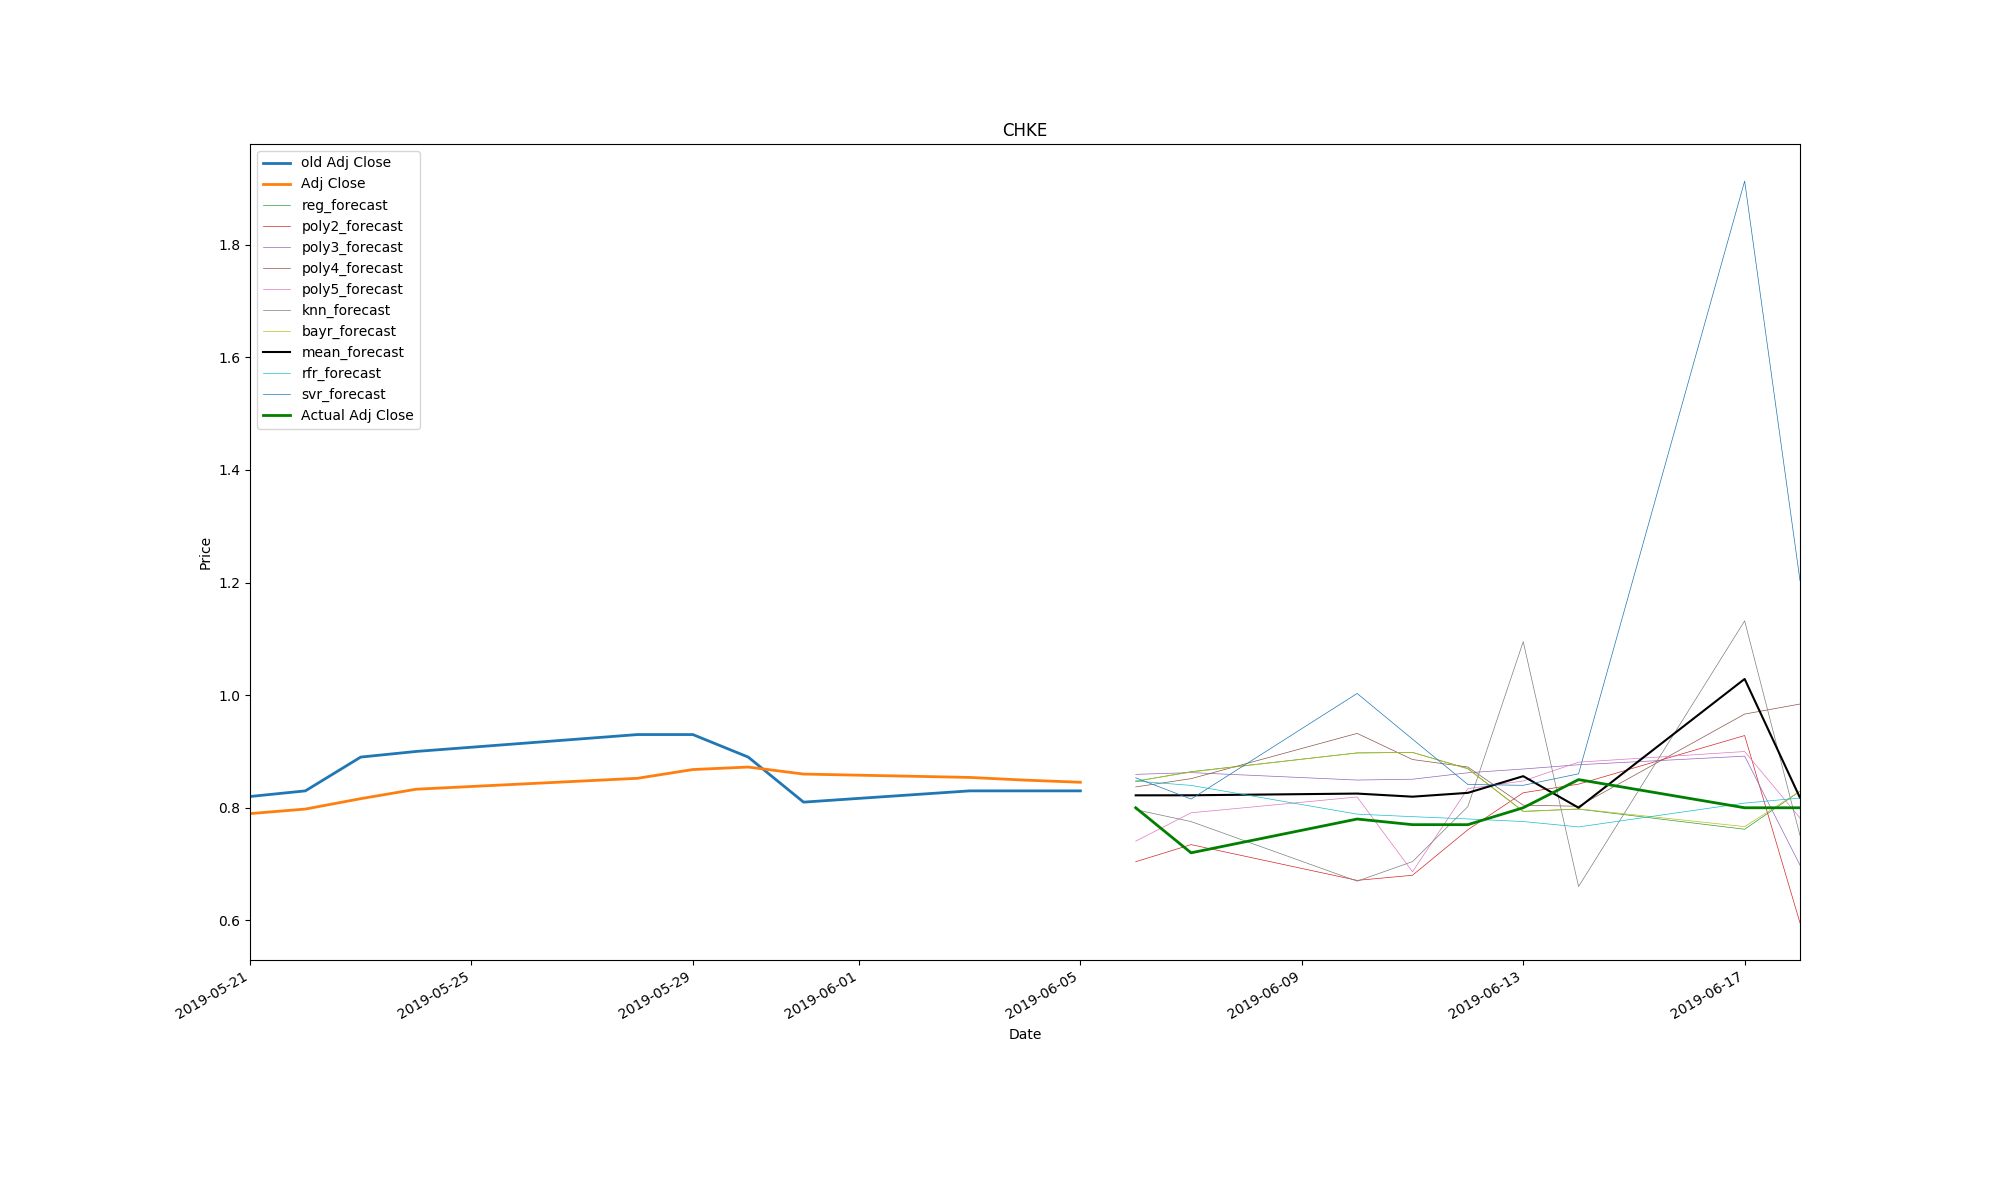 CHKE
old Adj Close
Adj Close
reg_forecast
poly2_forecast
poly3_forecast
poly4_forecast
poly5_forecast
knn_forecast
bayr_forecast
mean_forecast
rfr_forecast
svr_forecast
Actual Adj Close
1.8
1.6
1.4
1.2
1.0
0.8
0.6
Price
2019-05-21
2019-05-25
2019-05-29
2019-06-01
2019-06-05
2019-06-09
2019-06-13
2019-06-17
Date